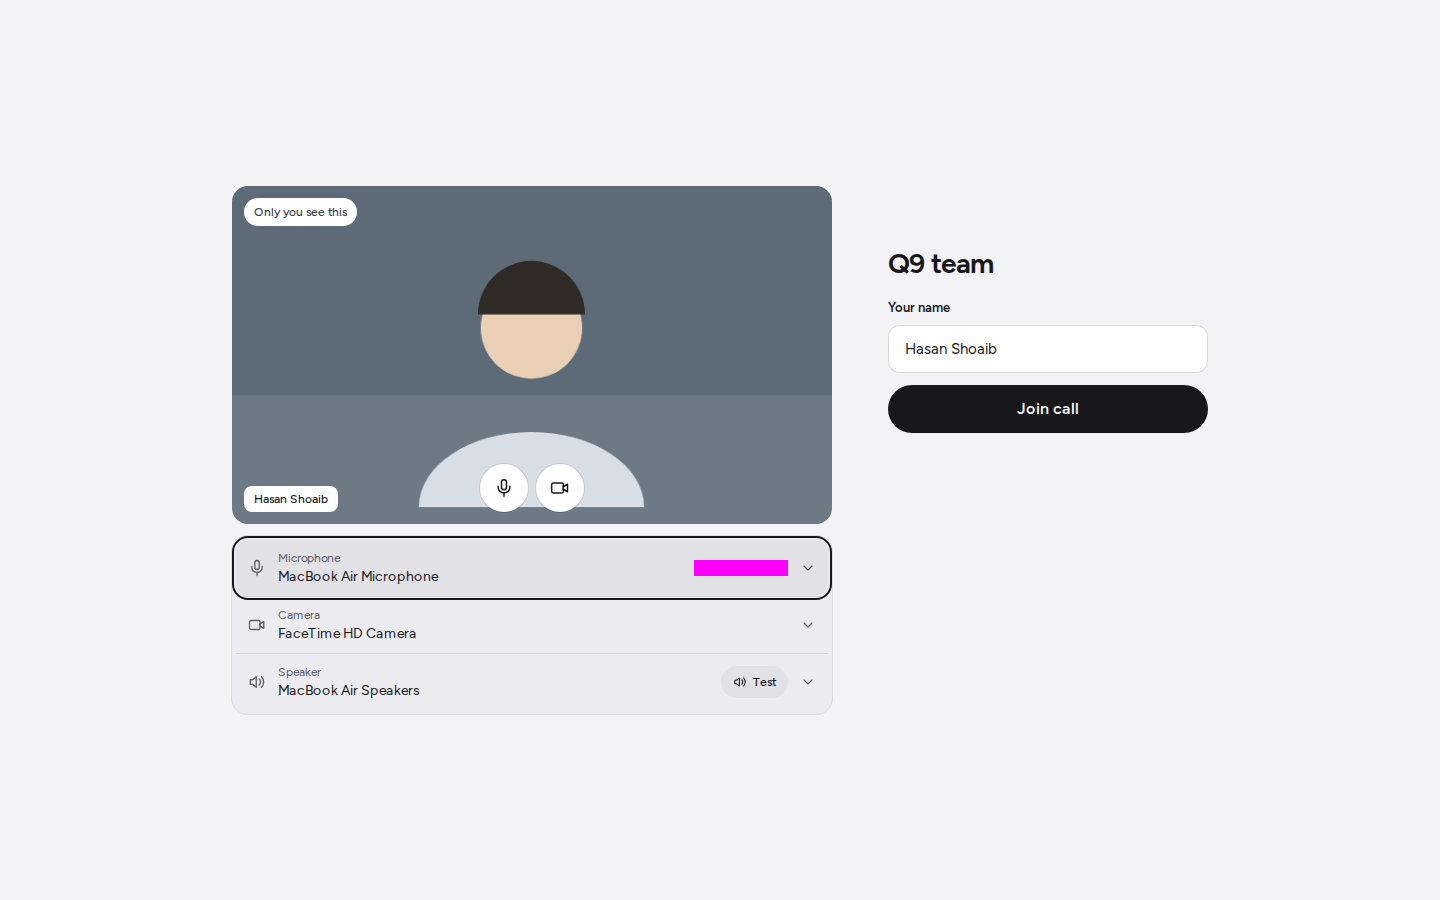 Only you see this
Hasan Shoaib
Microphone
MacBook Air Microphone
Camera
FaceTime HD Camera
Speaker
MacBook Air Speakers
Test
Q9 team
Your name
Hasan Shoaib
Join call